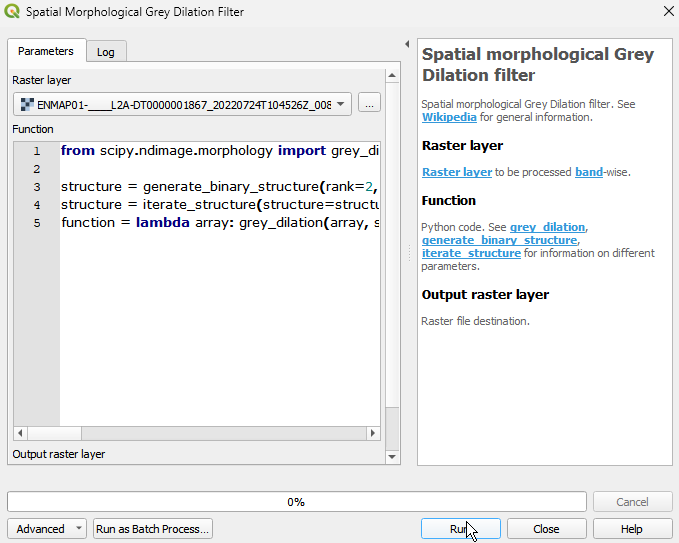 Spatial Morphological Grey Dilation Filter
Parameters
Log
Raster layer
ENMAP01-____L2A-DT0000001867_20220724T104526Z_008
...
Function
1 from scipy.ndimage.morphology import grey_di
2
3 structure = generate_binary_structure(rank=2,
4 structure = iterate_structure(structure=structu
5 function = lambda array: grey_dilation(array, s
Output raster layer
Spatial morphological Grey
Dilation filter
Spatial morphological Grey Dilation filter. See
Wikipedia for general information.
Raster layer
Raster layer to be processed band-wise.
Function
Python code. See grey_dilation,
generate_binary_structure,
iterate_structure for information on different
parameters.
Output raster layer
Raster file destination.
0%
Cancel
Advanced
Run as Batch Process...
Run
Close
Help